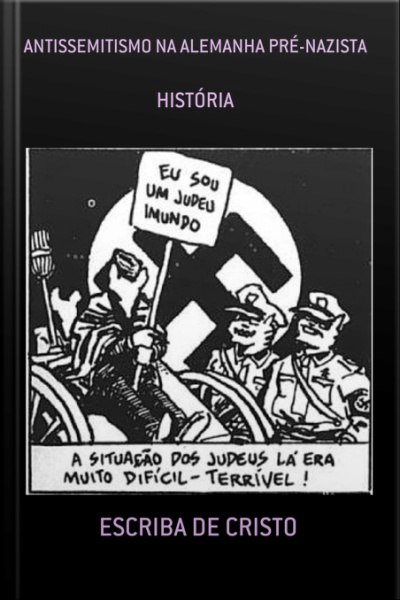 ANTISSEMITISMO NA ALEMANHA PRÉ-NAZISTA
HISTÓRIA
EU SOU
UM JUDEU
IMUNDO
A SITUAÇÃO DOS JUDEUS LÁ ERA
MUITO DIFÍCIL - TERRÍVEL!
ESCRIBA DE CRISTO